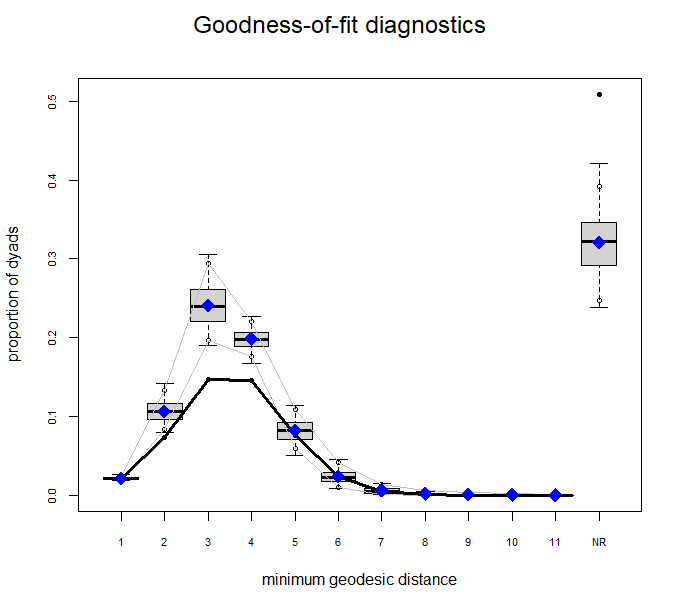 Goodness-of-fit diagnostics
proportion of dyads
0.5
0.4
0.3
0.2
0.1
0.0
1 2 3 4 5 6 7 8 9 10 11 NR
minimum geodesic distance